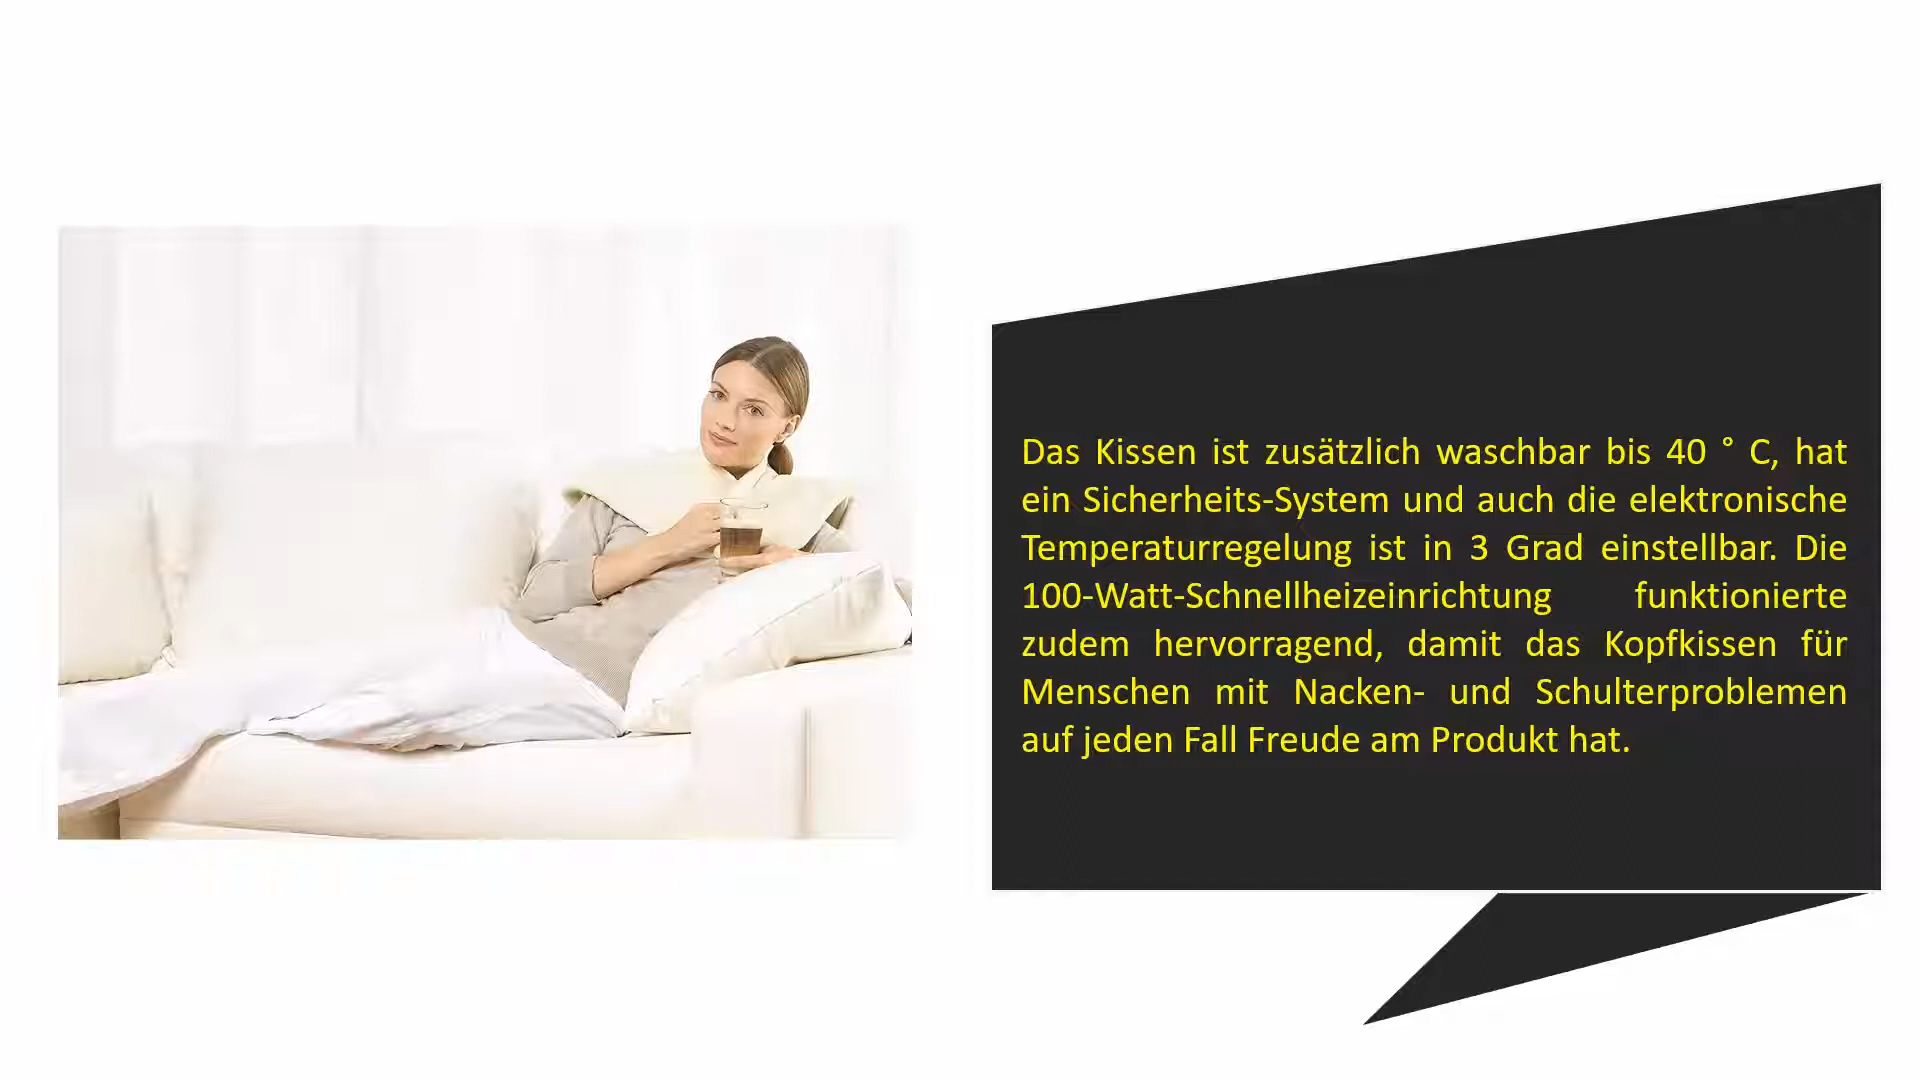 Das Kissen ist zusätzlich waschbar bis 40 ° C, hat
ein Sicherheits-System und auch die elektronische
Temperaturregelung ist in 3 Grad einstellbar. Die
100-Watt-Schnellheizeinrichtung funktionierte
zudem hervorragend, damit das Kopfkissen für
Menschen mit Nacken- und Schulterproblemen
auf jeden Fall Freude am Produkt hat.